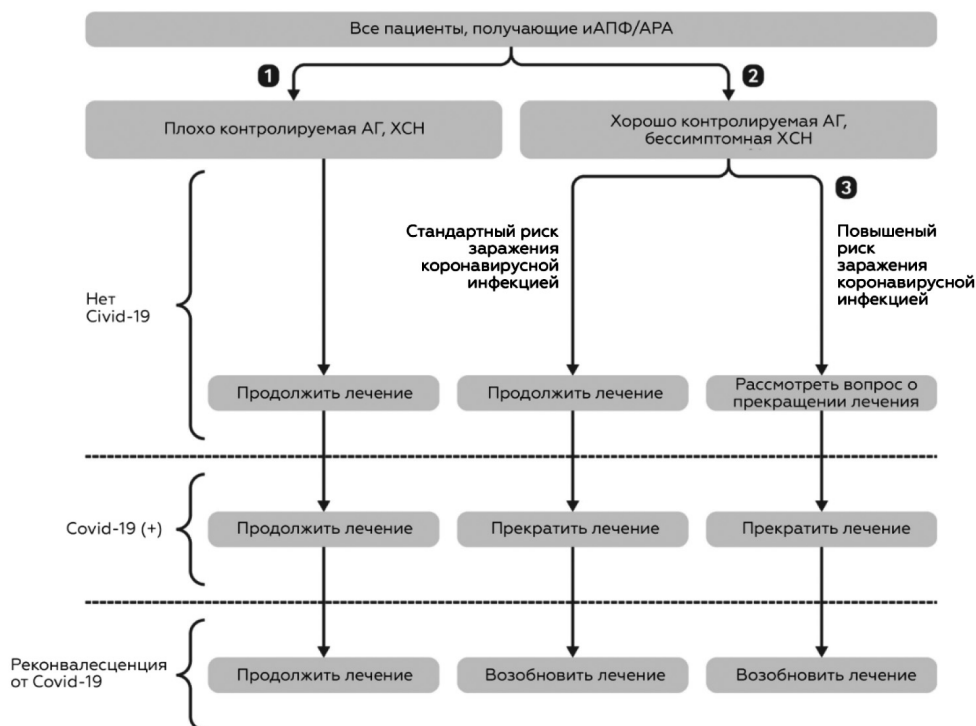 Все пациенты, получающие иАПФ/АРА
1
2
Плохо контролируемая АГ, ХСН
Хорошо контролируемая АГ,
бессимптомная ХСН
3
Стандартный риск
заражения
коронавирусной
инфекцией
Повышеный
риск
заражения
коронавирусной
инфекцией
Нет
Civid-19
Продолжить лечение
Продолжить лечение
Рассмотреть вопрос о
прекращении лечения
Covid-19 (+)
Продолжить лечение
Прекратить лечение
Прекратить лечение
Реконвалесценция
от Covid-19
Продолжить лечение
Возобновить лечение
Возобновить лечение